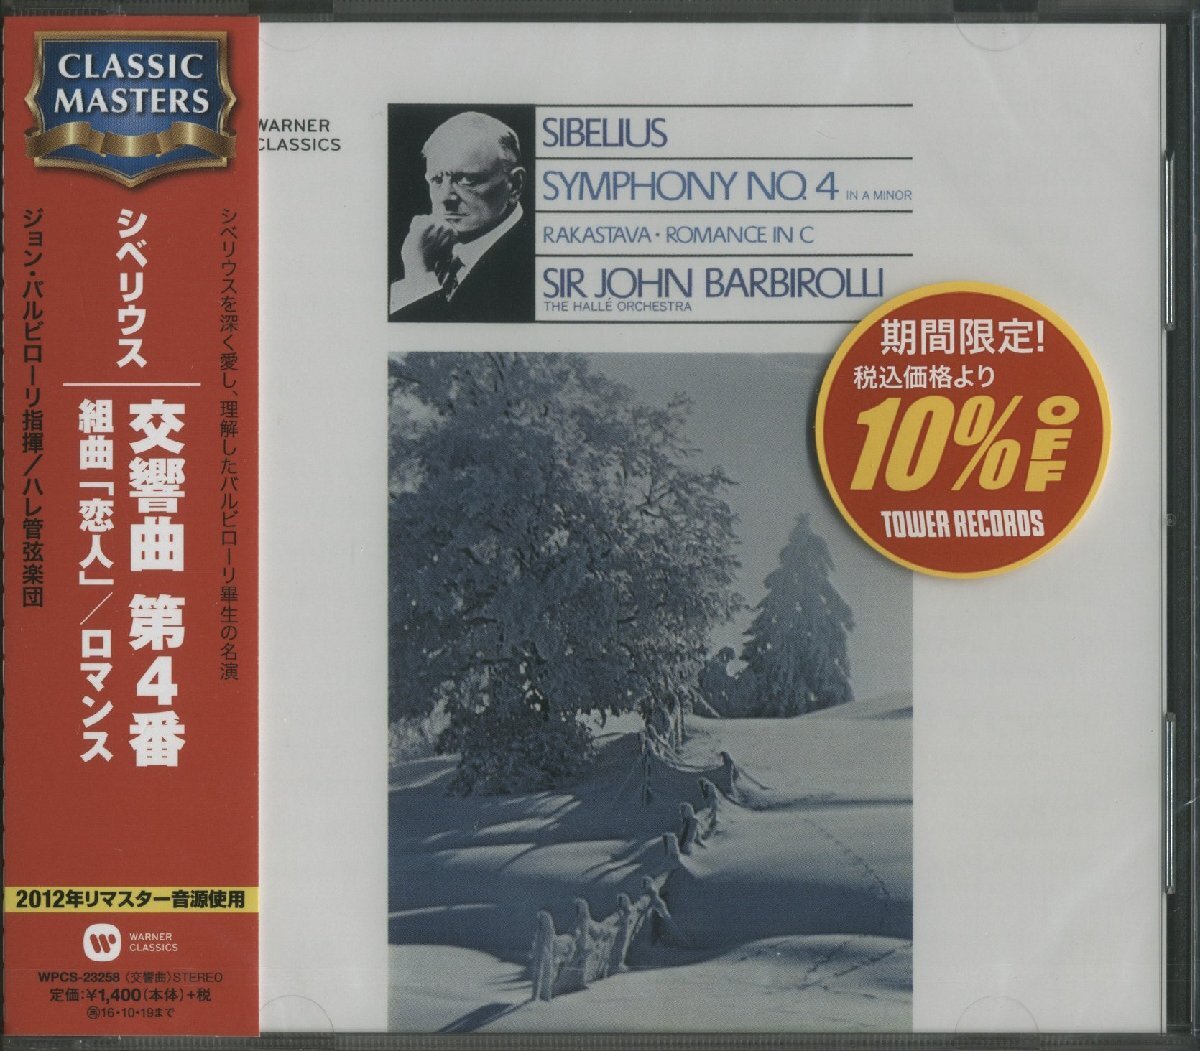 CLASSIC
MASTERS
シベリウスを深く愛し、理解したバルビローリ畢生の名演
シベリウス
交響曲 第4番
組曲「恋人」/ロマンス
ジョン・バルビローリ指揮/ハレ管弦楽団
2012年リマスター音源使用
WARNER
CLASSICS
WPCS-23258 〈交響曲〉STEREO
定価:¥1,400(本体)+税
16・10・19まで
WARNER
CLASSICS
SIBELIUS
SYMPHONY NO. 4 IN A MINOR
RAKASTAVA・ROMANCE IN C
SIR JOHN BARBIROLLI
THE HALLÉ ORCHESTRA
期間限定!
税込価格より
10%OFF
TOWER RECORDS